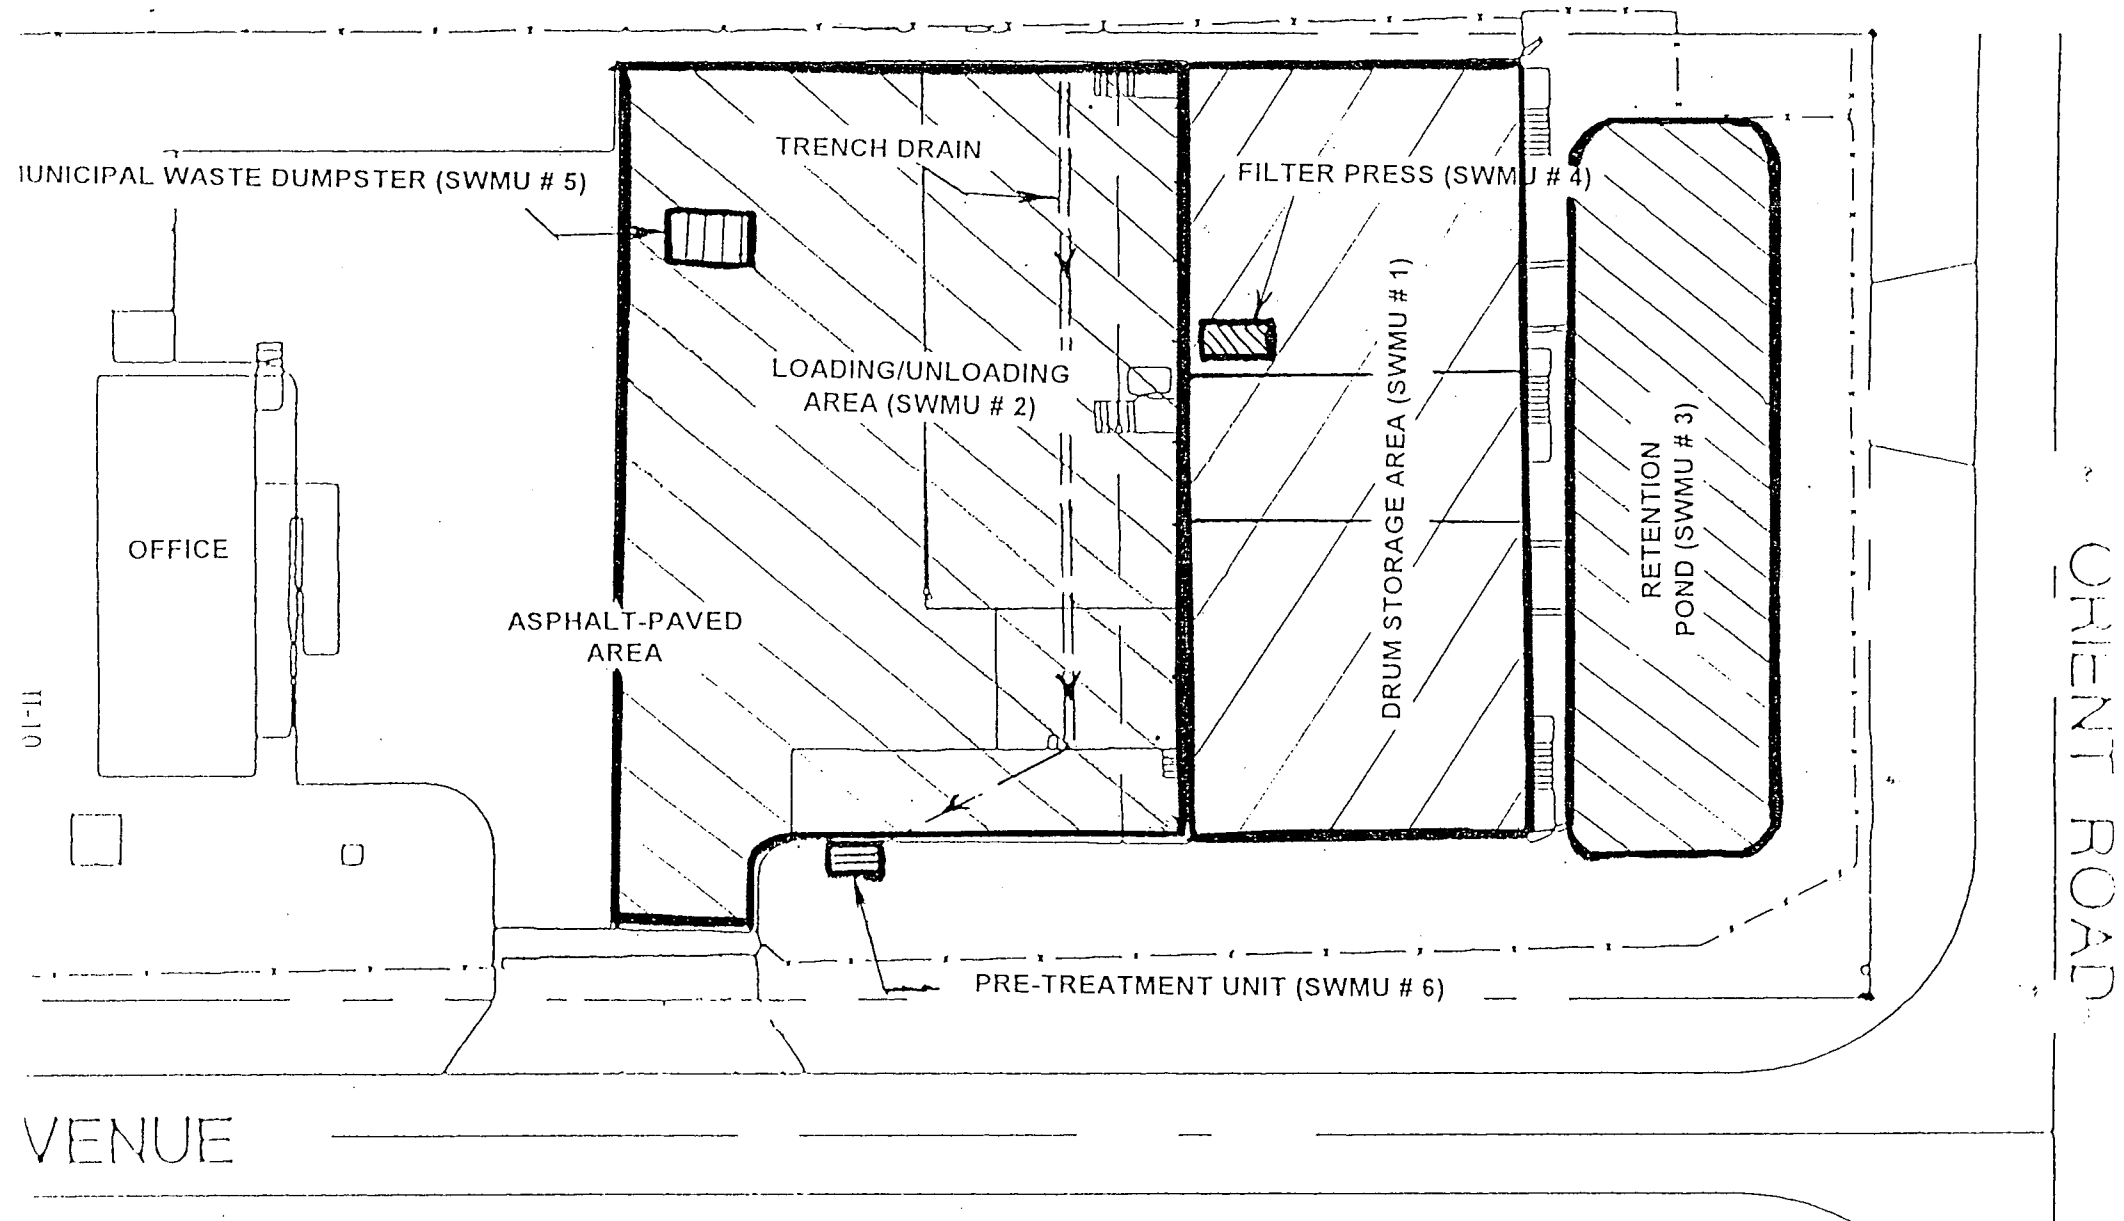 TRENCH DRAIN
IUNICIPAL WASTE DUMPSTER (SWMU # 5)
FILTER PRESS (SWMU # 4)
LOADING/UNLOADING
AREA (SWMU # 2)
DRUM STORAGE AREA (SWMU # 1)
RETENTION
POND (SWMU # 3)
OFFICE
ASPHALT-PAVED
AREA
ORIENT ROAD
PRE-TREATMENT UNIT (SWMU # 6)
VENUE